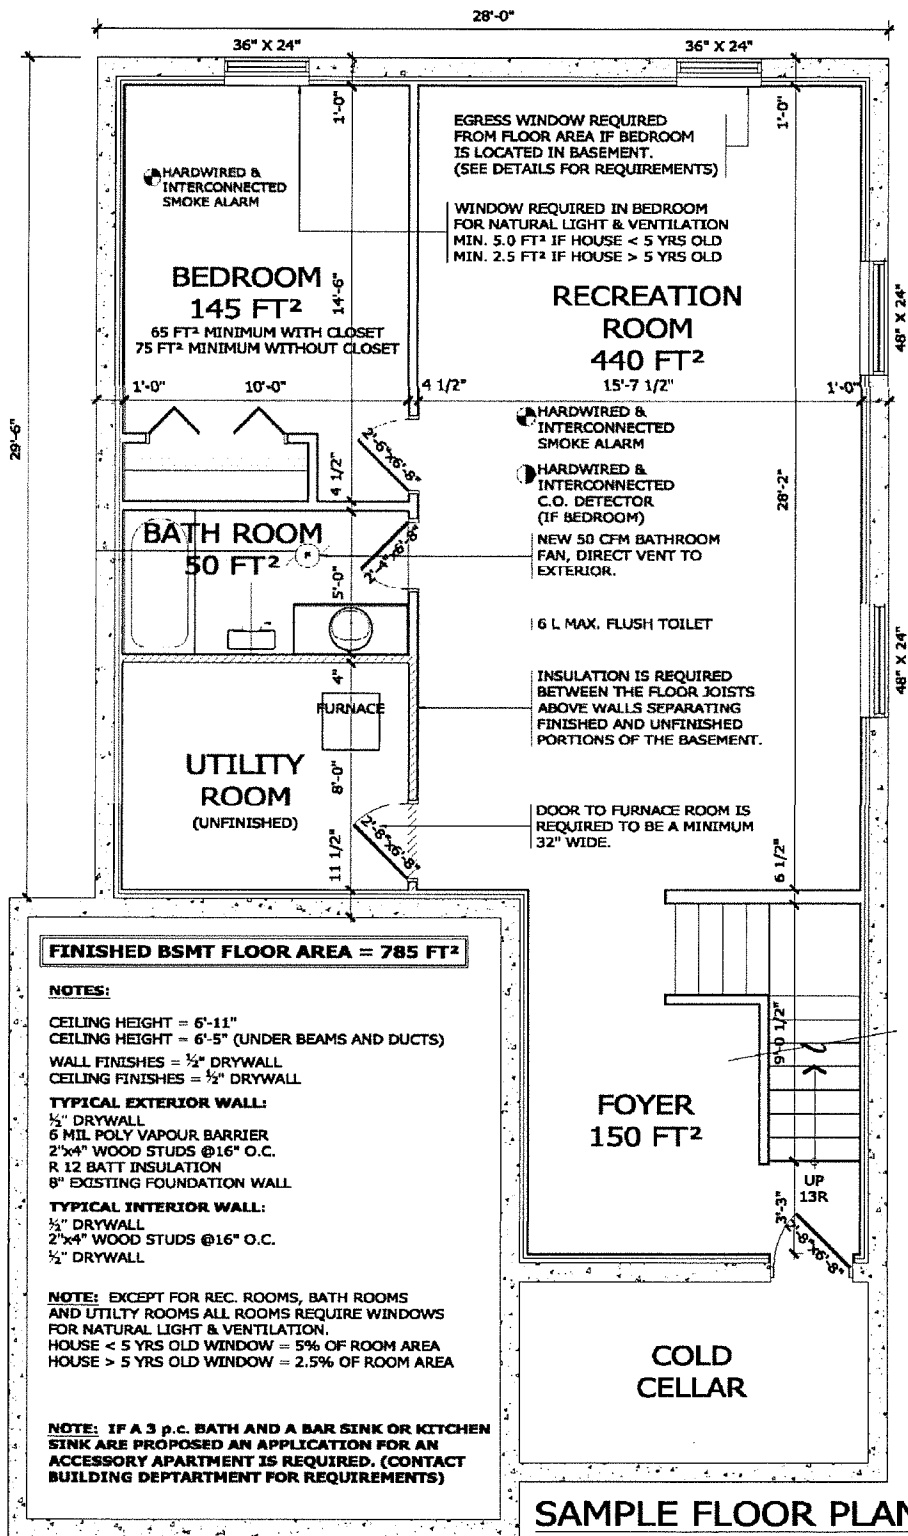 28'-0"
36" X 24"
36" X 24"
1'-0"
1'-0"
EGRESS WINDOW REQUIRED
FROM FLOOR AREA IF BEDROOM
IS LOCATED IN BASEMENT.
(SEE DETAILS FOR REQUIREMENTS)
HARDWIRED &
INTERCONNECTED
SMOKE ALARM
WINDOW REQUIRED IN BEDROOM
FOR NATURAL LIGHT & VENTILATION
MIN. 5.0 FT² IF HOUSE < 5 YRS OLD
MIN. 2.5 FT² IF HOUSE > 5 YRS OLD
BEDROOM
145 FT²
65 FT² MINIMUM WITH CLOSET
75 FT² MINIMUM WITHOUT CLOSET
14'-6"
RECREATION
ROOM
440 FT²
48" X 24"
1'-0"
10'-0"
4 1/2"
15'-7 1/2"
1'-0"
29'-6"
HARDWIRED &
INTERCONNECTED
SMOKE ALARM
2'-6"x6'-8"
4 1/2"
HARDWIRED &
INTERCONNECTED
C.O. DETECTOR
(IF BEDROOM)
28'-2"
BATH ROOM
50 FT²
2'-4"x6'-8"
5'-0"
NEW 50 CFM BATHROOM
FAN, DIRECT VENT TO
EXTERIOR.
6 L MAX. FLUSH TOILET
48" X 24"
4"
FURNACE
INSULATION IS REQUIRED
BETWEEN THE FLOOR JOISTS
ABOVE WALLS SEPARATING
FINISHED AND UNFINISHED
PORTIONS OF THE BASEMENT.
UTILITY
ROOM
(UNFINISHED)
8'-0"
2'-8"x6'-8"
11 1/2"
DOOR TO FURNACE ROOM IS
REQUIRED TO BE A MINIMUM
32" WIDE.
6 1/2"
FINISHED BSMT FLOOR AREA = 785 FT²
NOTES:
CEILING HEIGHT = 6'-11"
CEILING HEIGHT = 6'-5" (UNDER BEAMS AND DUCTS)
WALL FINISHES = ½" DRYWALL
CEILING FINISHES = ½" DRYWALL
TYPICAL EXTERIOR WALL:
½" DRYWALL
6 MIL POLY VAPOUR BARRIER
2"x4" WOOD STUDS @16" O.C.
R 12 BATT INSULATION
8" EXISTING FOUNDATION WALL
TYPICAL INTERIOR WALL:
½" DRYWALL
2"x4" WOOD STUDS @16" O.C.
½" DRYWALL
NOTE: EXCEPT FOR REC. ROOMS, BATH ROOMS
AND UTILTY ROOMS ALL ROOMS REQUIRE WINDOWS
FOR NATURAL LIGHT & VENTILATION.
HOUSE < 5 YRS OLD WINDOW = 5% OF ROOM AREA
HOUSE > 5 YRS OLD WINDOW = 2.5% OF ROOM AREA
NOTE: IF A 3 p.c. BATH AND A BAR SINK OR KITCHEN
SINK ARE PROPOSED AN APPLICATION FOR AN
ACCESSORY APARTMENT IS REQUIRED. (CONTACT
BUILDING DEPTARTMENT FOR REQUIREMENTS)
9'-0 1/2"
FOYER
150 FT²
UP
13R
3'-3"
2'-8"x6'-8"
COLD
CELLAR
SAMPLE FLOOR PLAN